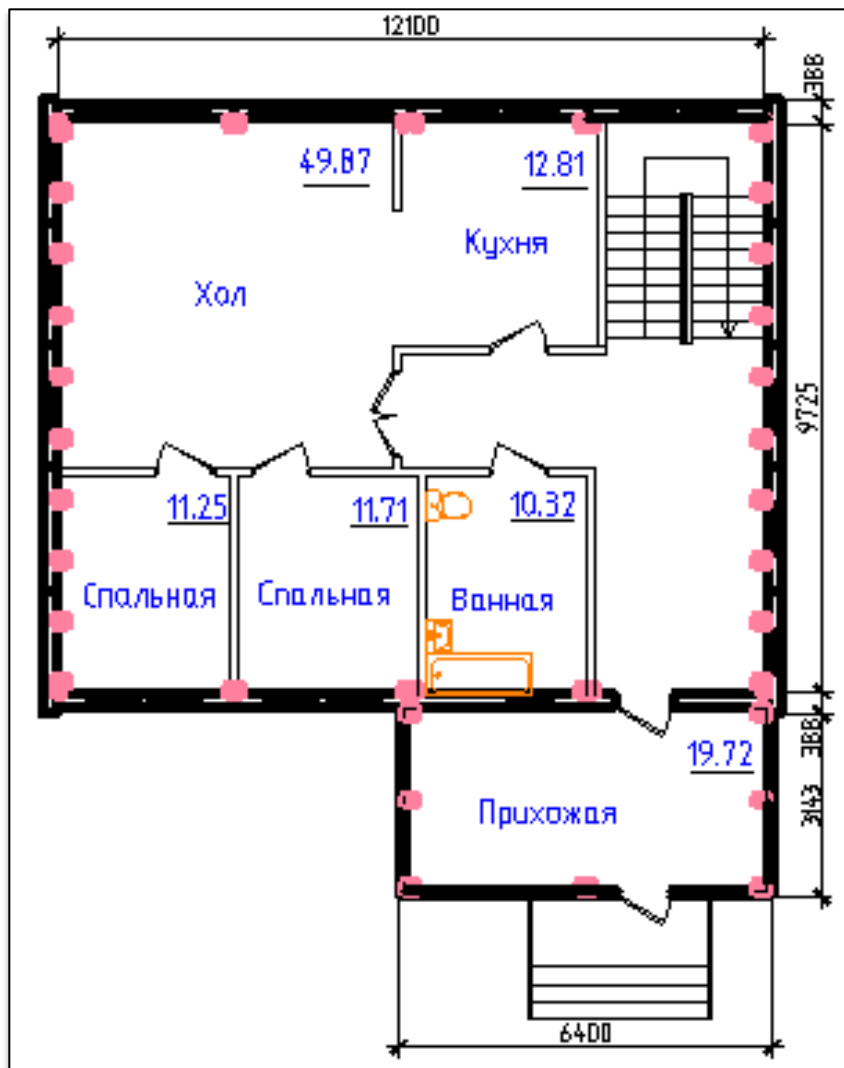 12100
388
49.87
12.81
Кухня
Хол
9725
11.25
11.71
10.32
Спальная
Спальная
Ванная
388
19.72
3143
Прихожая
6400